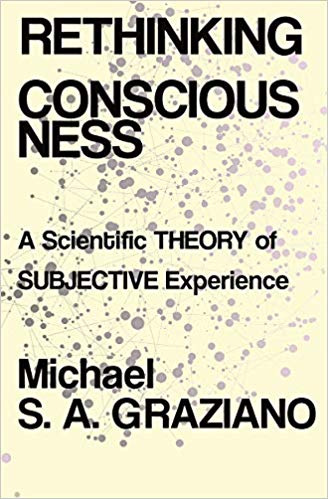 RETHINKING
CONSCIOUS
NESS
A Scientific THEORY of
SUBJECTIVE Experience
Michael
S. A. GRAZIANO